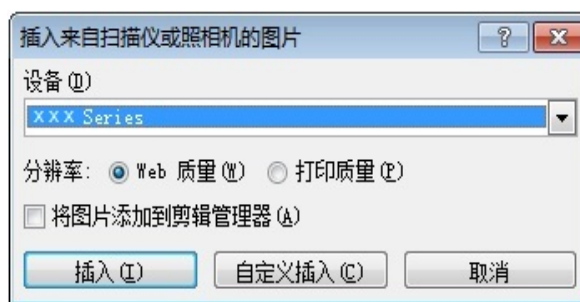 插入来自扫描仪或照相机的图片
设备(D)
xxx Series
分辨率: Web 质量(W) 打印质量(P)
将图片添加到剪辑管理器(A)
插入(I) 自定义插入(C) 取消